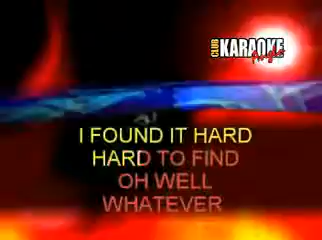 CLUB KARAOKE
I FOUND IT HARD
HARD TO FIND
OH WELL
WHATEVER